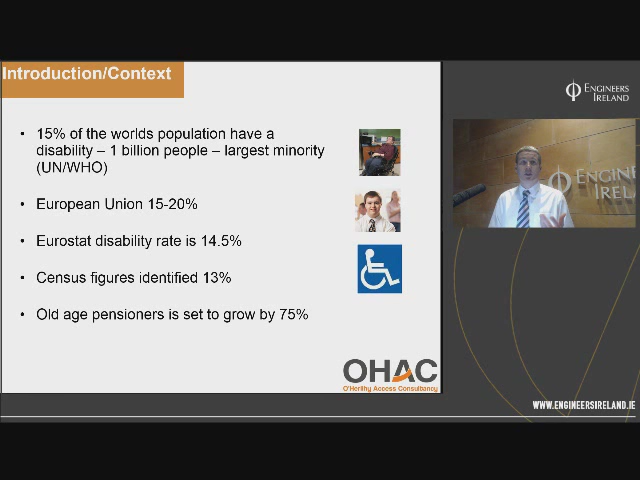 Introduction/Context
• 15% of the worlds population have a
disability – 1 billion people – largest minority
(UN/WHO)
• European Union 15-20%
• Eurostat disability rate is 14.5%
• Census figures identified 13%
• Old age pensioners is set to grow by 75%
OHAC
O'Herlihy Access Consultancy
ENGINEERS
IRELAND
ENGINE
IRELA
WWW.ENGINEERSIRELAND.IE